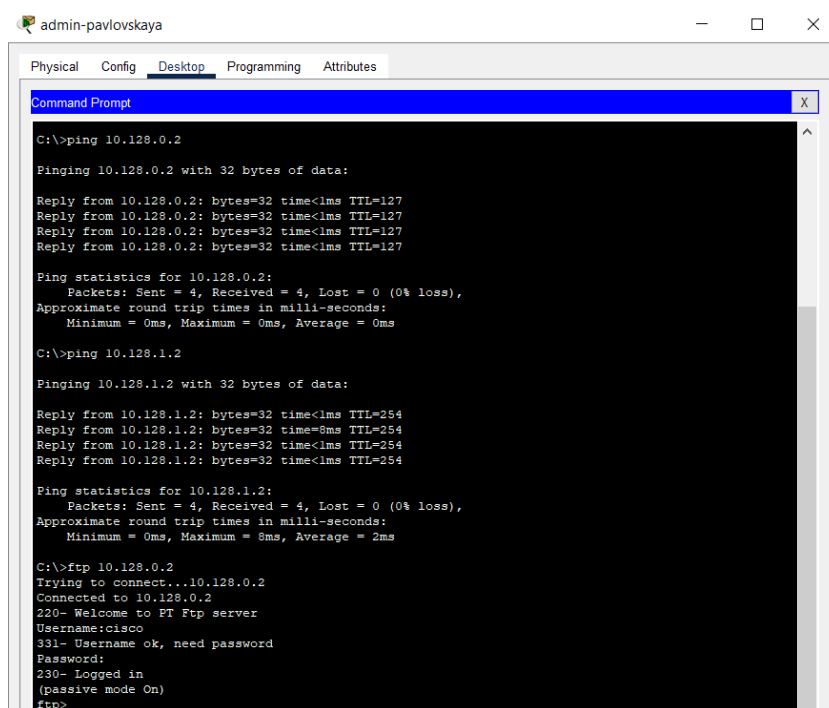 admin-pavlovskaya
Physical Config Desktop Programming Attributes
Command Prompt
X
C:\>ping 10.128.0.2
Pinging 10.128.0.2 with 32 bytes of data:
Reply from 10.128.0.2: bytes=32 time<1ms TTL=127
Reply from 10.128.0.2: bytes=32 time<1ms TTL=127
Reply from 10.128.0.2: bytes=32 time<1ms TTL=127
Reply from 10.128.0.2: bytes=32 time<1ms TTL=127
Ping statistics for 10.128.0.2:
Packets: Sent = 4, Received = 4, Lost = 0 (0% loss),
Approximate round trip times in milli-seconds:
Minimum = 0ms, Maximum = 0ms, Average = 0ms
C:\>ping 10.128.1.2
Pinging 10.128.1.2 with 32 bytes of data:
Reply from 10.128.1.2: bytes=32 time<1ms TTL=254
Reply from 10.128.1.2: bytes=32 time=8ms TTL=254
Reply from 10.128.1.2: bytes=32 time<1ms TTL=254
Reply from 10.128.1.2: bytes=32 time<1ms TTL=254
Ping statistics for 10.128.1.2:
Packets: Sent = 4, Received = 4, Lost = 0 (0% loss),
Approximate round trip times in milli-seconds:
Minimum = 0ms, Maximum = 8ms, Average = 2ms
C:\>ftp 10.128.0.2
Trying to connect...10.128.0.2
Connected to 10.128.0.2
220- Welcome to PT Ftp server
Username:cisco
331- Username ok, need password
Password:
230- Logged in
(passive mode On)
ftp>